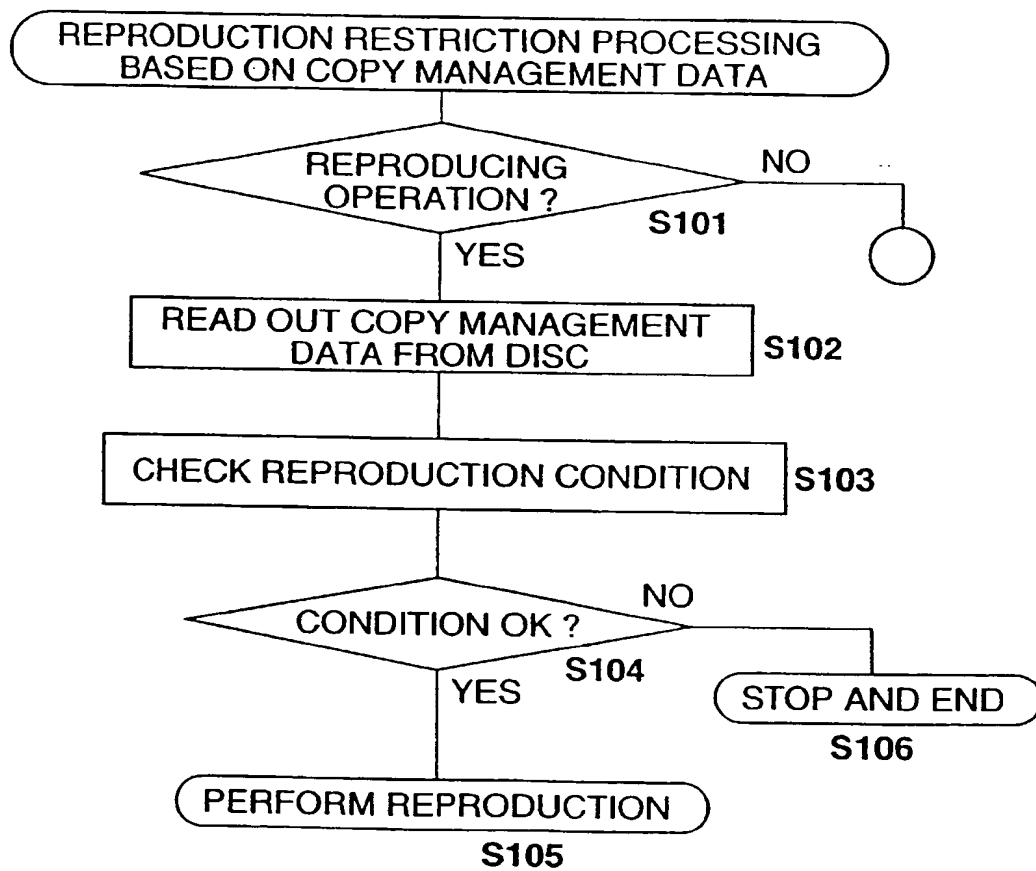 REPRODUCTION RESTRICTION PROCESSING
BASED ON COPY MANAGEMENT DATA
REPRODUCING
OPERATION ?
NO
S101
YES
READ OUT COPY MANAGEMENT
DATA FROM DISC
S102
CHECK REPRODUCTION CONDITION
S103
CONDITION OK ?
NO
S104
YES
STOP AND END
S106
PERFORM REPRODUCTION
S105